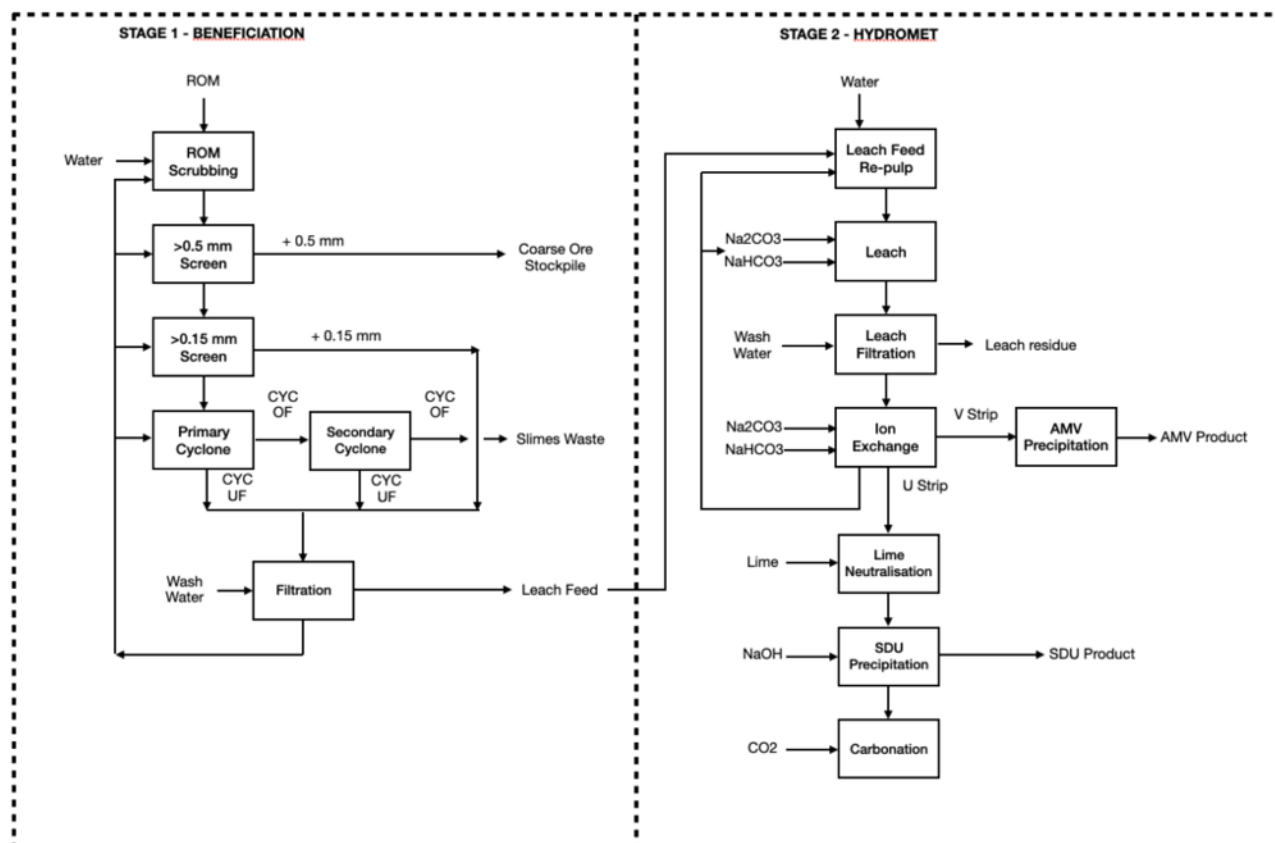 STAGE 1 - BENEFICIATION
ROM
Water
ROM
Scrubbing
>0.5 mm
Screen
+ 0.5 mm
Coarse Ore
Stockpile
>0.15 mm
Screen
+ 0.15 mm
Primary
Cyclone
CYC
OF
Secondary
Cyclone
CYC
OF
Slimes Waste
CYC
UF
CYC
UF
Wash
Water
Filtration
Leach Feed
STAGE 2 - HYDROMET
Water
Leach Feed
Re-pulp
Na2CO3
NaHCO3
Leach
Wash
Water
Leach
Filtration
Leach residue
Na2CO3
NaHCO3
Ion
Exchange
V Strip
AMV
Precipitation
AMV Product
U Strip
Lime
Lime
Neutralisation
NaOH
SDU
Precipitation
SDU Product
CO2
Carbonation